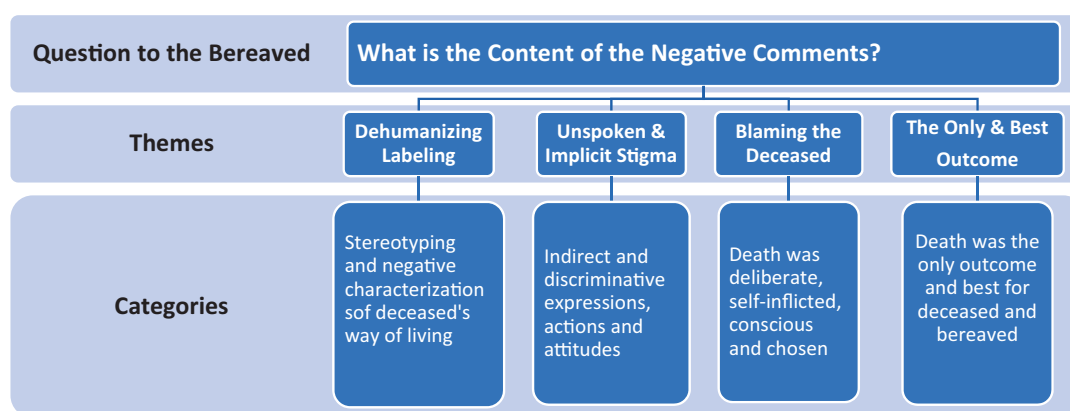 Question to the Bereaved
What is the Content of the Negative Comments?
Themes
Dehumanizing
Labeling
Unspoken &
Implicit Stigma
Blaming the
Deceased
The Only & Best
Outcome
Categories
Stereotyping
and negative
characterization
sof deceased's
way of living
Indirect and
discriminative
expressions,
actions and
attitudes
Death was
deliberate,
self-inflicted,
conscious
and chosen
Death was the
only outcome
and best for
deceased and
bereaved